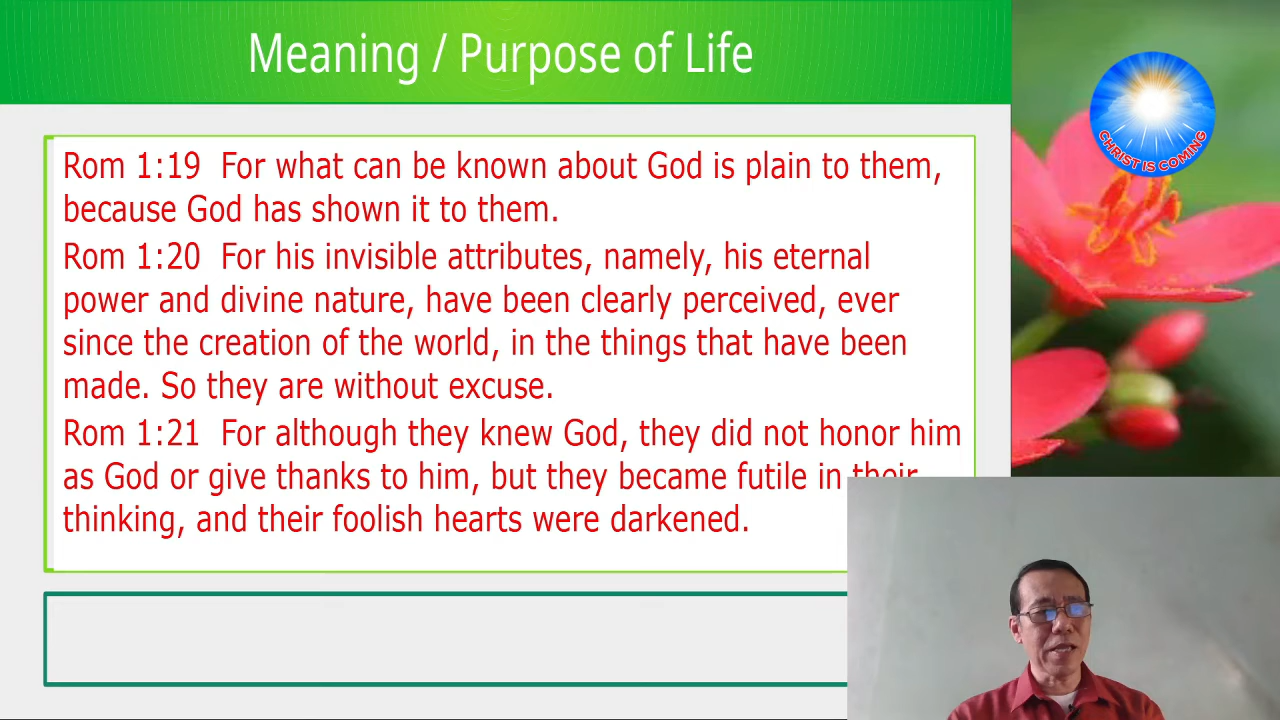 Meaning / Purpose of Life
CHRIST IS COMING
Rom 1:19 For what can be known about God is plain to them,
because God has shown it to them.
Rom 1:20 For his invisible attributes, namely, his eternal
power and divine nature, have been clearly perceived, ever
since the creation of the world, in the things that have been
made. So they are without excuse.
Rom 1:21 For although they knew God, they did not honor him
as God or give thanks to him, but they became futile in their
thinking, and their foolish hearts were darkened.